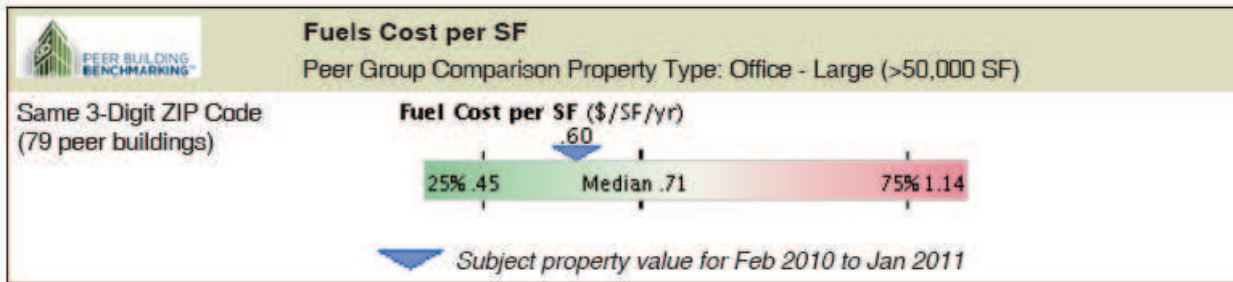 PEER BUILDING
BENCHMARKING™
Fuels Cost per SF
Peer Group Comparison Property Type: Office - Large (>50,000 SF)
Same 3-Digit ZIP Code
(79 peer buildings)
Fuel Cost per SF ($/SF/yr)
.60
25% .45 Median .71 75% 1.14
Subject property value for Feb 2010 to Jan 2011